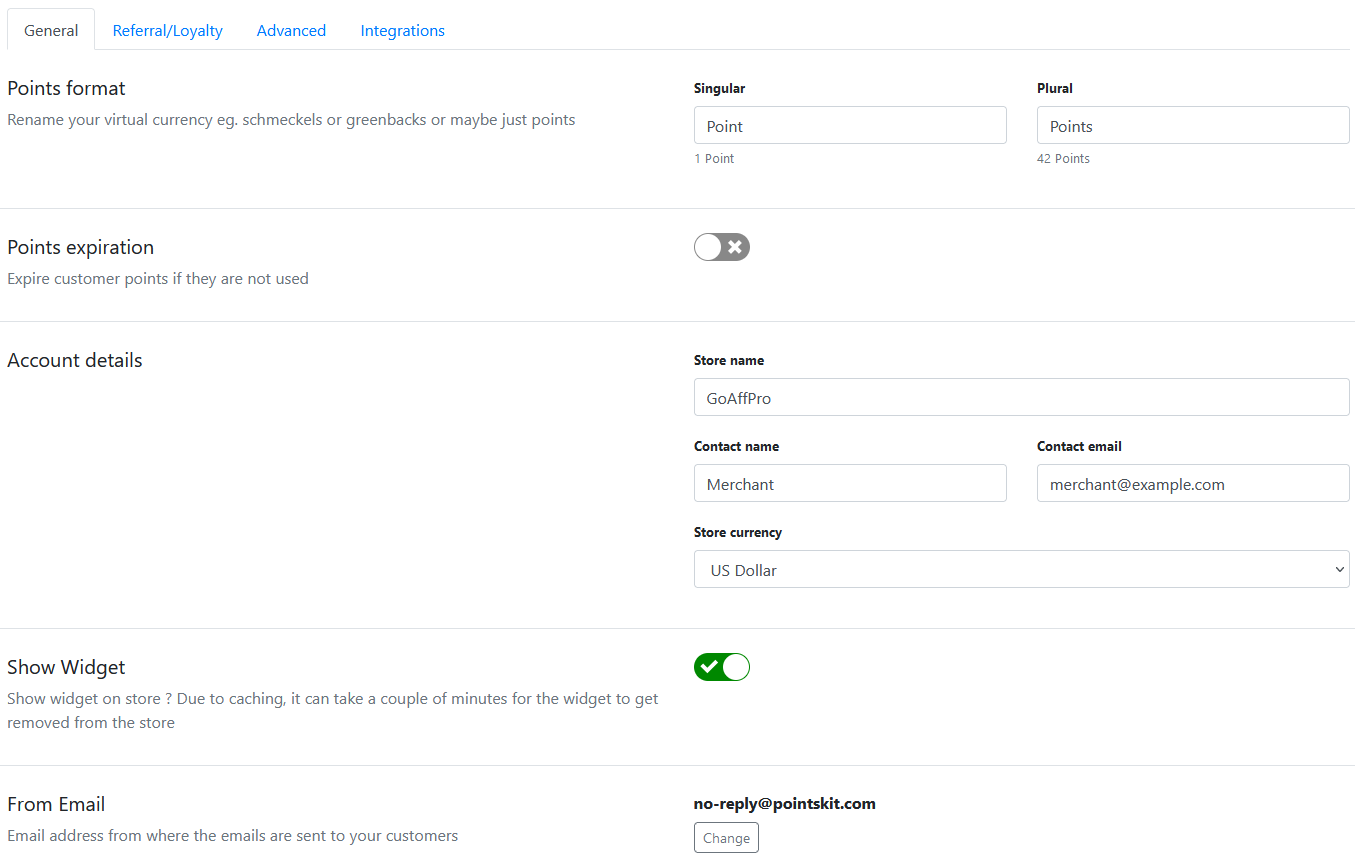 General Referral/Loyalty Advanced Integrations
Points format
Rename your virtual currency eg. schmeckels or greenbacks or maybe just points
Singular
Point
1 Point
Plural
Points
42 Points
Points expiration
Expire customer points if they are not used
Account details
Store name
GoAffPro
Contact name
Merchant
Contact email
merchant@example.com
Store currency
US Dollar
Show Widget
Show widget on store ? Due to caching, it can take a couple of minutes for the widget to get
removed from the store
From Email
Email address from where the emails are sent to your customers
no-reply@pointskit.com
Change